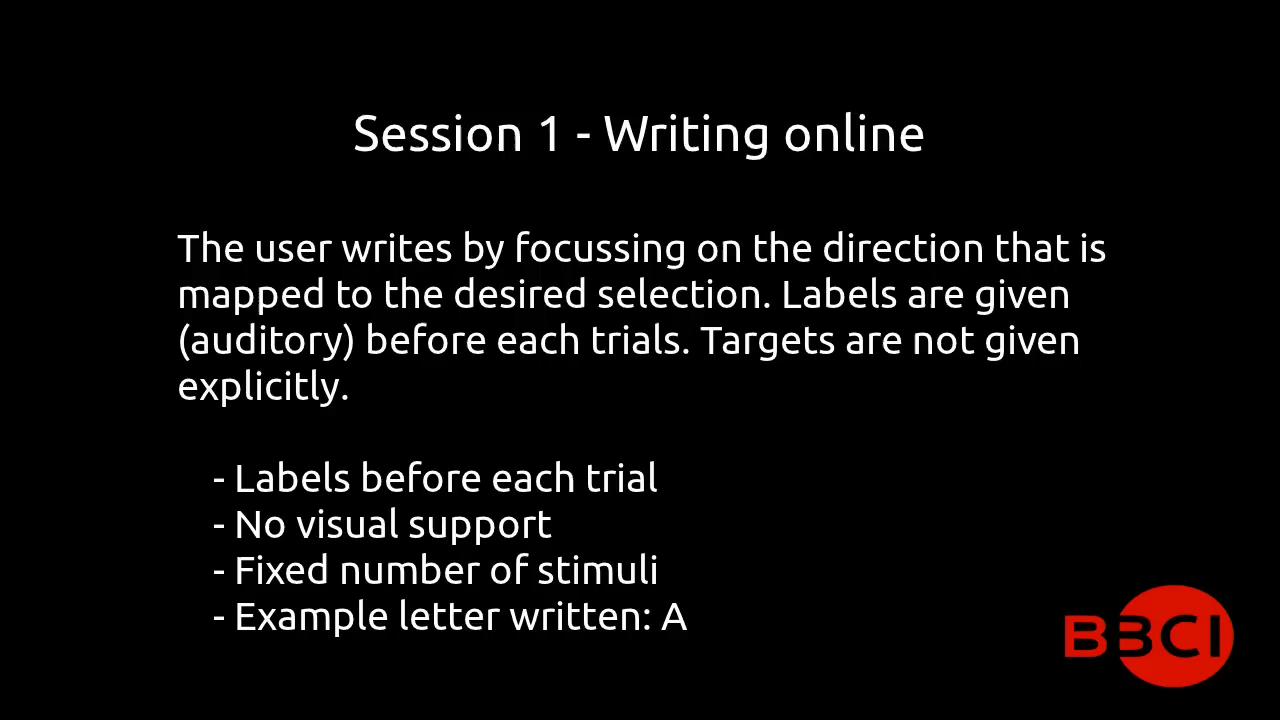 Session 1 - Writing online
The user writes by focussing on the direction that is
mapped to the desired selection. Labels are given
(auditory) before each trials. Targets are not given
explicitly.
- Labels before each trial
- No visual support
- Fixed number of stimuli
- Example letter written: A
BBCI